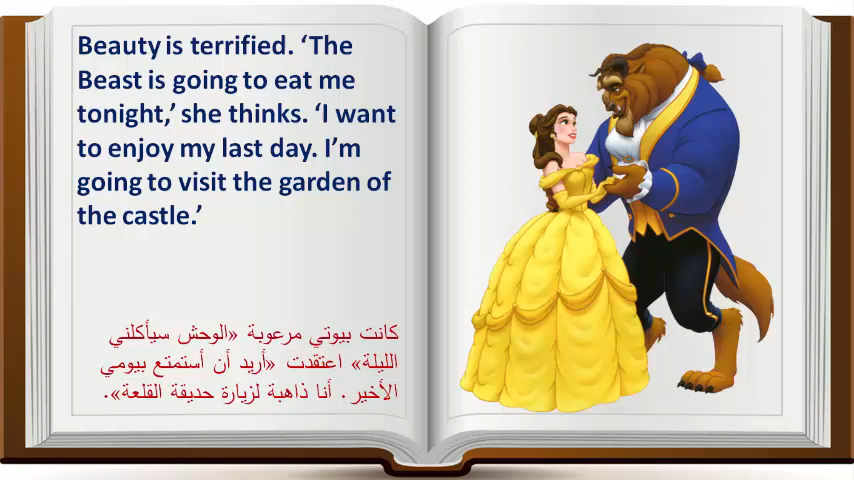 Beauty is terrified. ‘The
Beast is going to eat me
tonight,’ she thinks. ‘I want
to enjoy my last day. I’m
going to visit the garden of
the castle.’
كانت بيوتي مرعوبة «الوحش سيأكلني
الليلة» اعتقدت «أريد أن أستمتع بيومي
الأخير. أنا ذاهبة لزيارة حديقة القلعة».